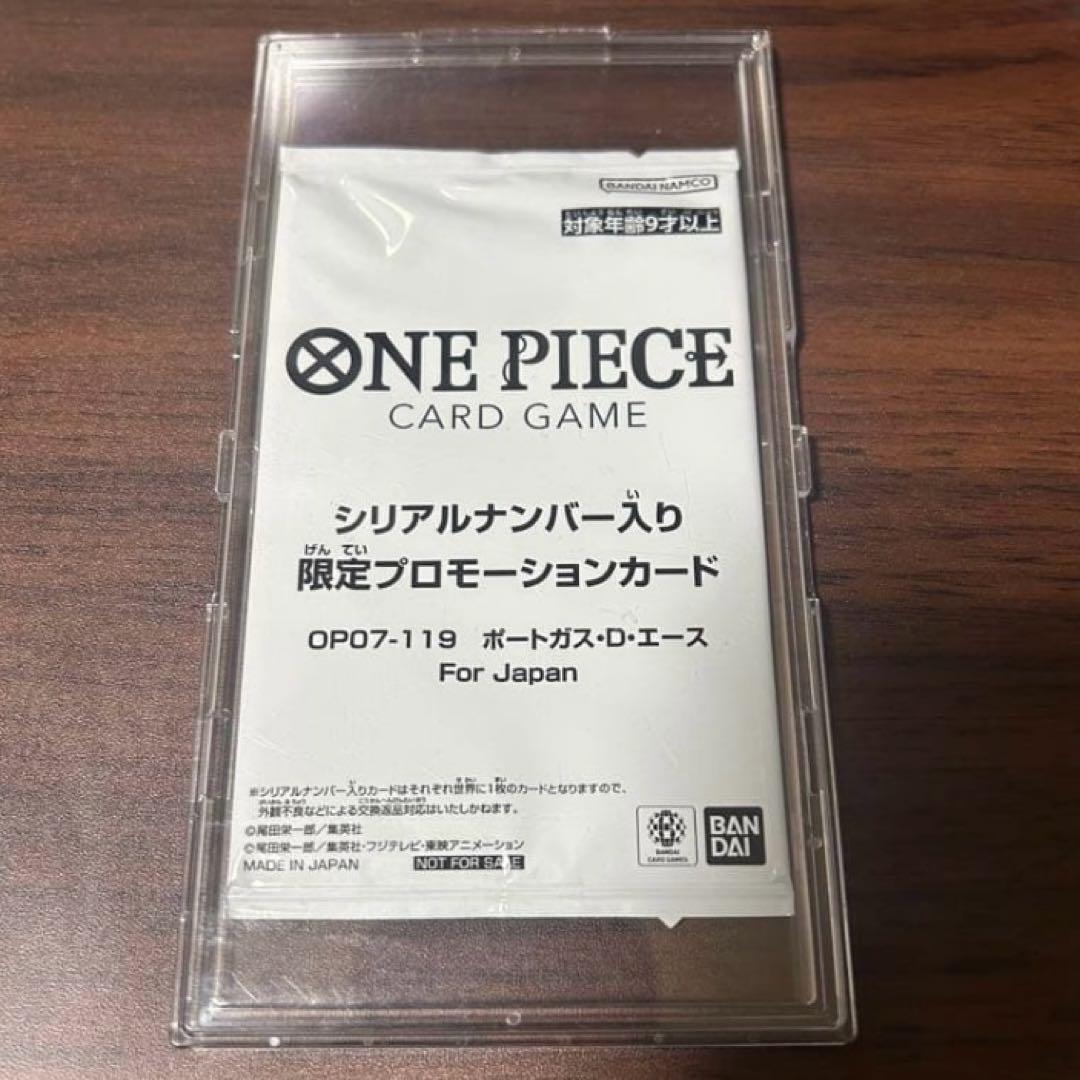 BANDAI NAMCO
対象年齢9才以上
ONE PIECE
CARD GAME
シリアルナンバー入り
限定プロモーションカード
OP07-119 ポートガス・D・エース
For Japan
※シリアルナンバー入りカードはそれぞれ世界に1枚のカードとなりますので、
外観不良などによる交換返品対応はいたしかねます。
©尾田栄一郎/集英社
©尾田栄一郎/集英社・フジテレビ・東映アニメーション
MADE IN JAPAN NOT FOR SALE
BANDAI
CARD GAMES
BAN
DAI